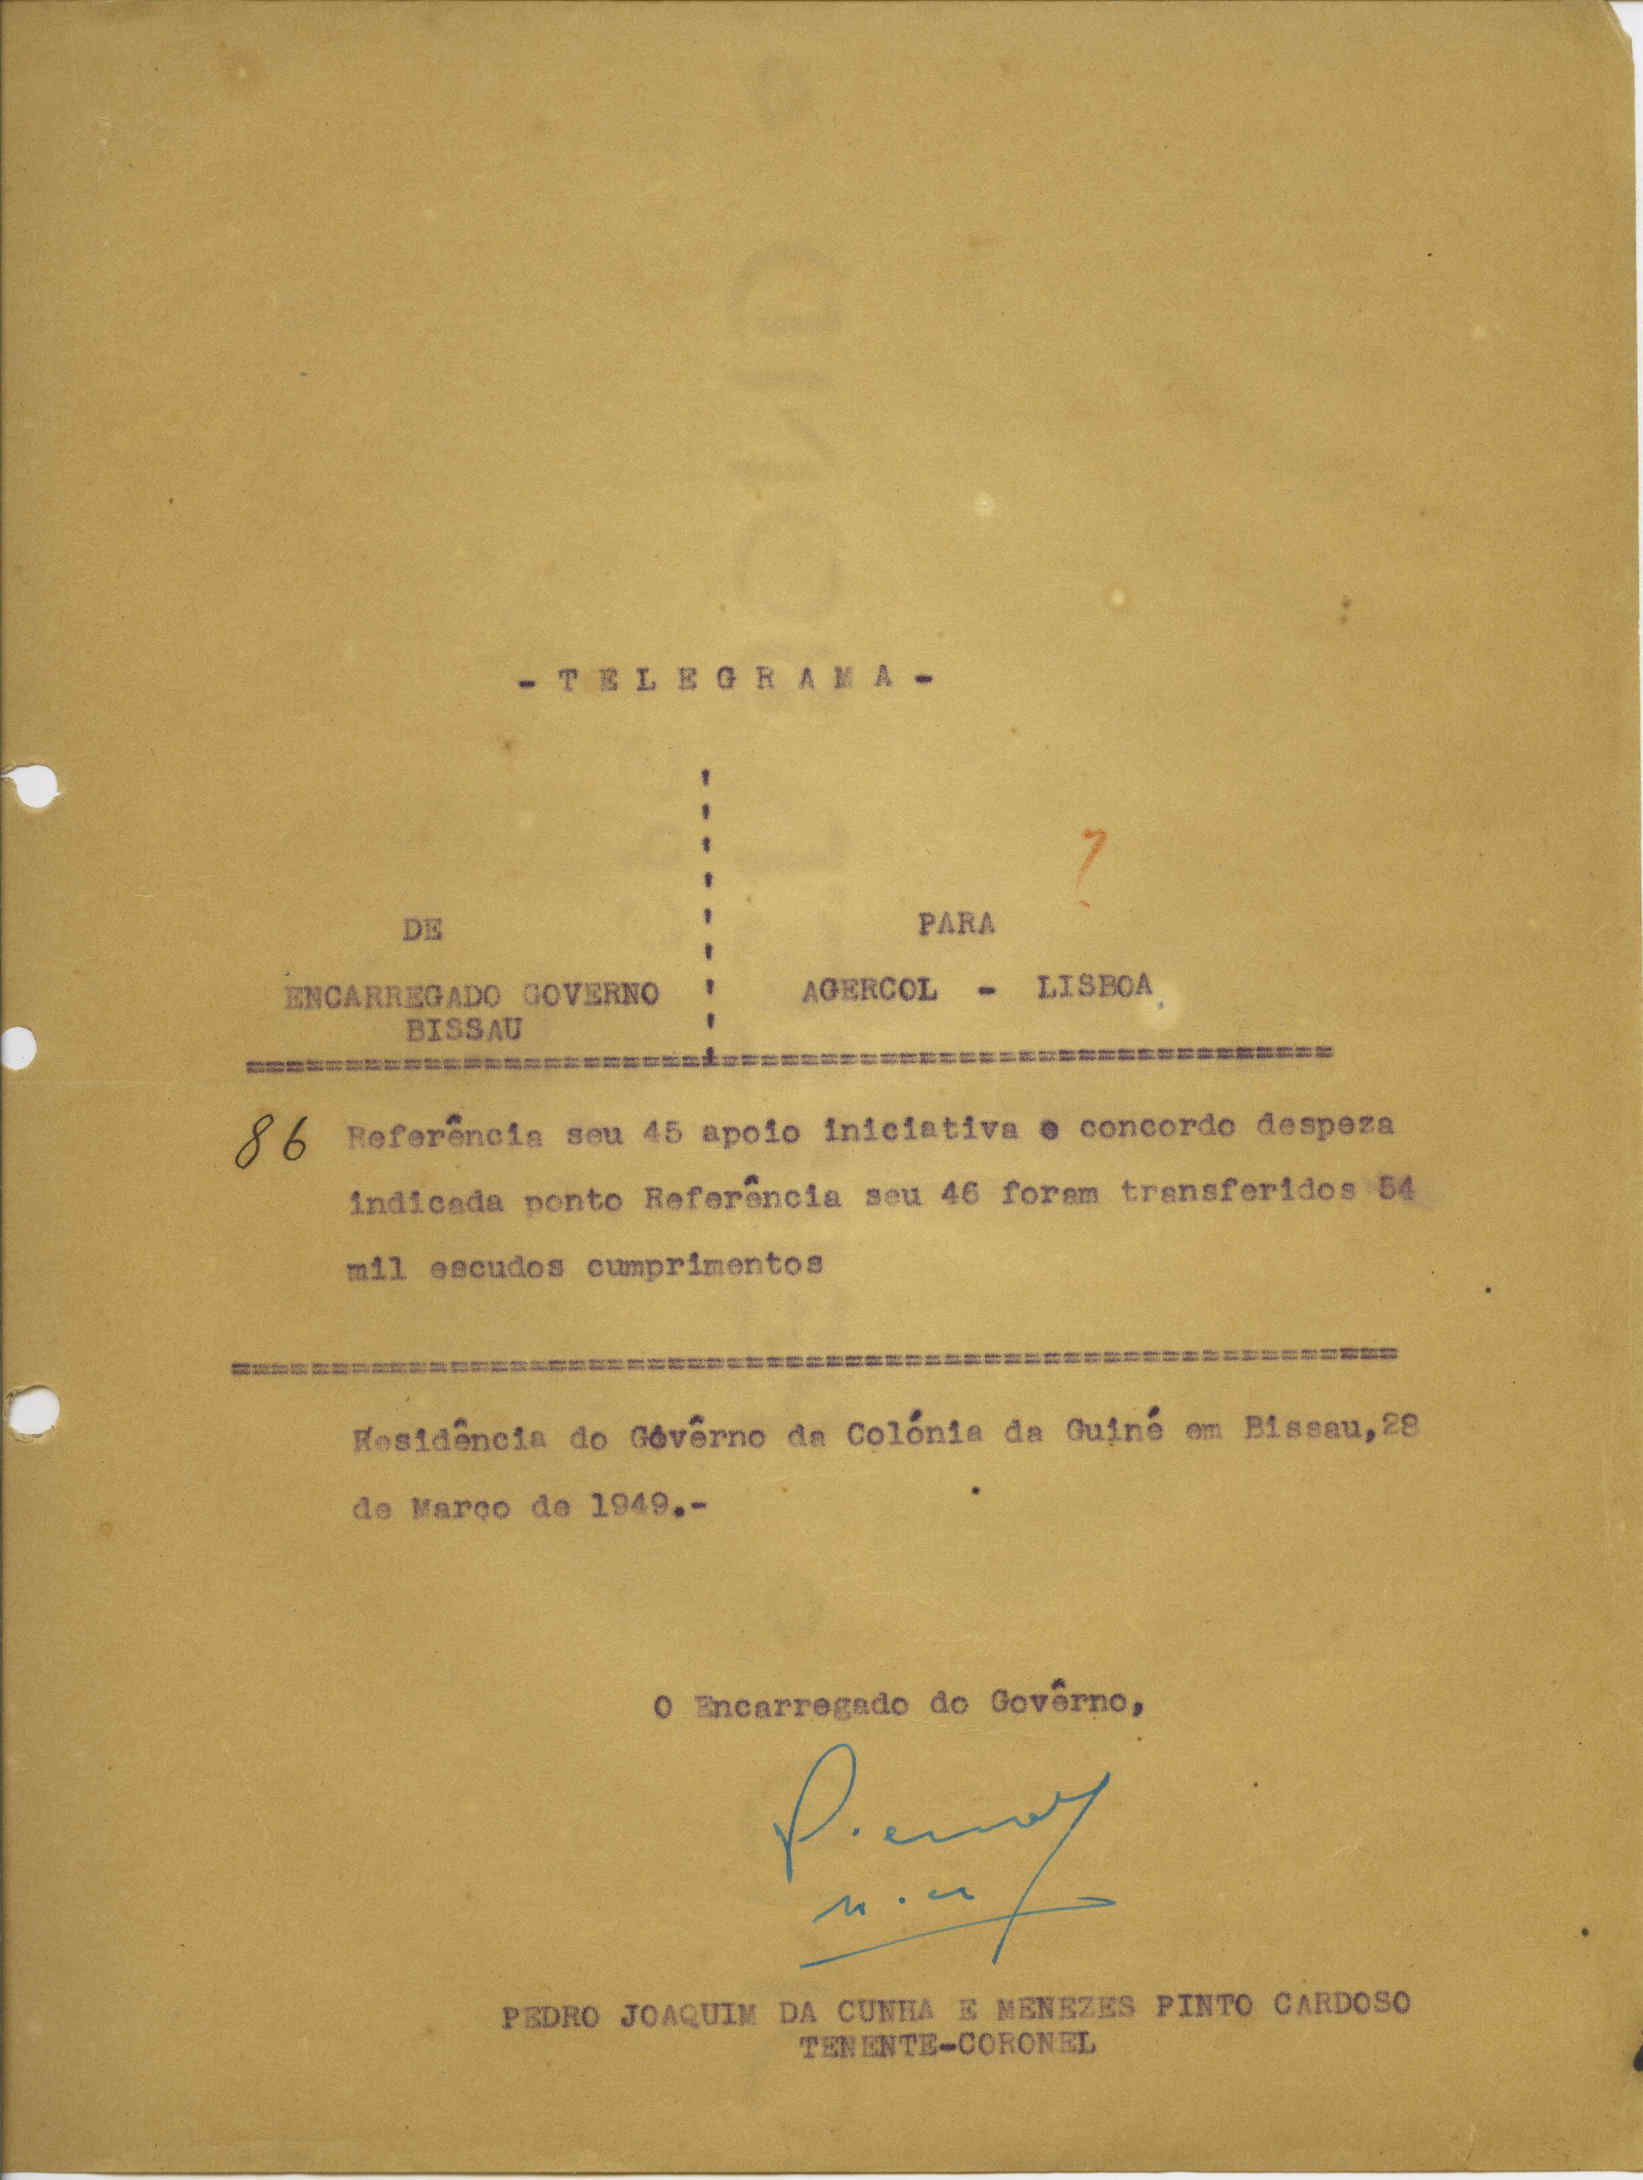 - T E L E G R A M A -
7
DE
PARA
ENCARREGADO GOVERNO
BISSAU
AGERCOL - LISBOA
86 Referência seu 45 apoio iniciativa e concordo despeza
indicada ponto Referência seu 46 foram transferidos 54
mil escudos cumprimentos
Residência do Govêrno da Colónia da Guiné em Bissau,28
de Março de 1949.-
O Encarregado do Govêrno,
PEDRO JOAQUIM DA CUNHA E MENEZES PINTO CARDOSO
TENENTE-CORONEL